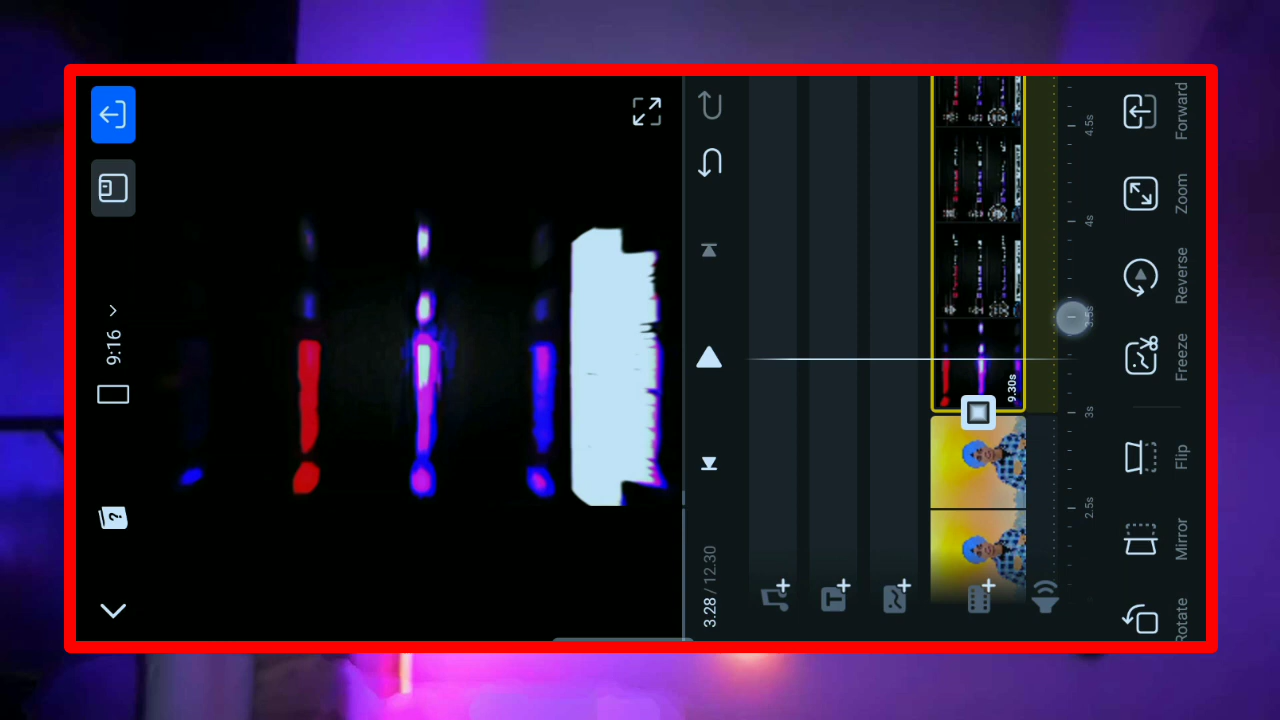 ? 9:16
3.28 / 12.30
T
9.30s
2.5s 3s 3.5s 4s 4.5s
Rotate Mirror Flip Freeze Reverse Zoom Forward